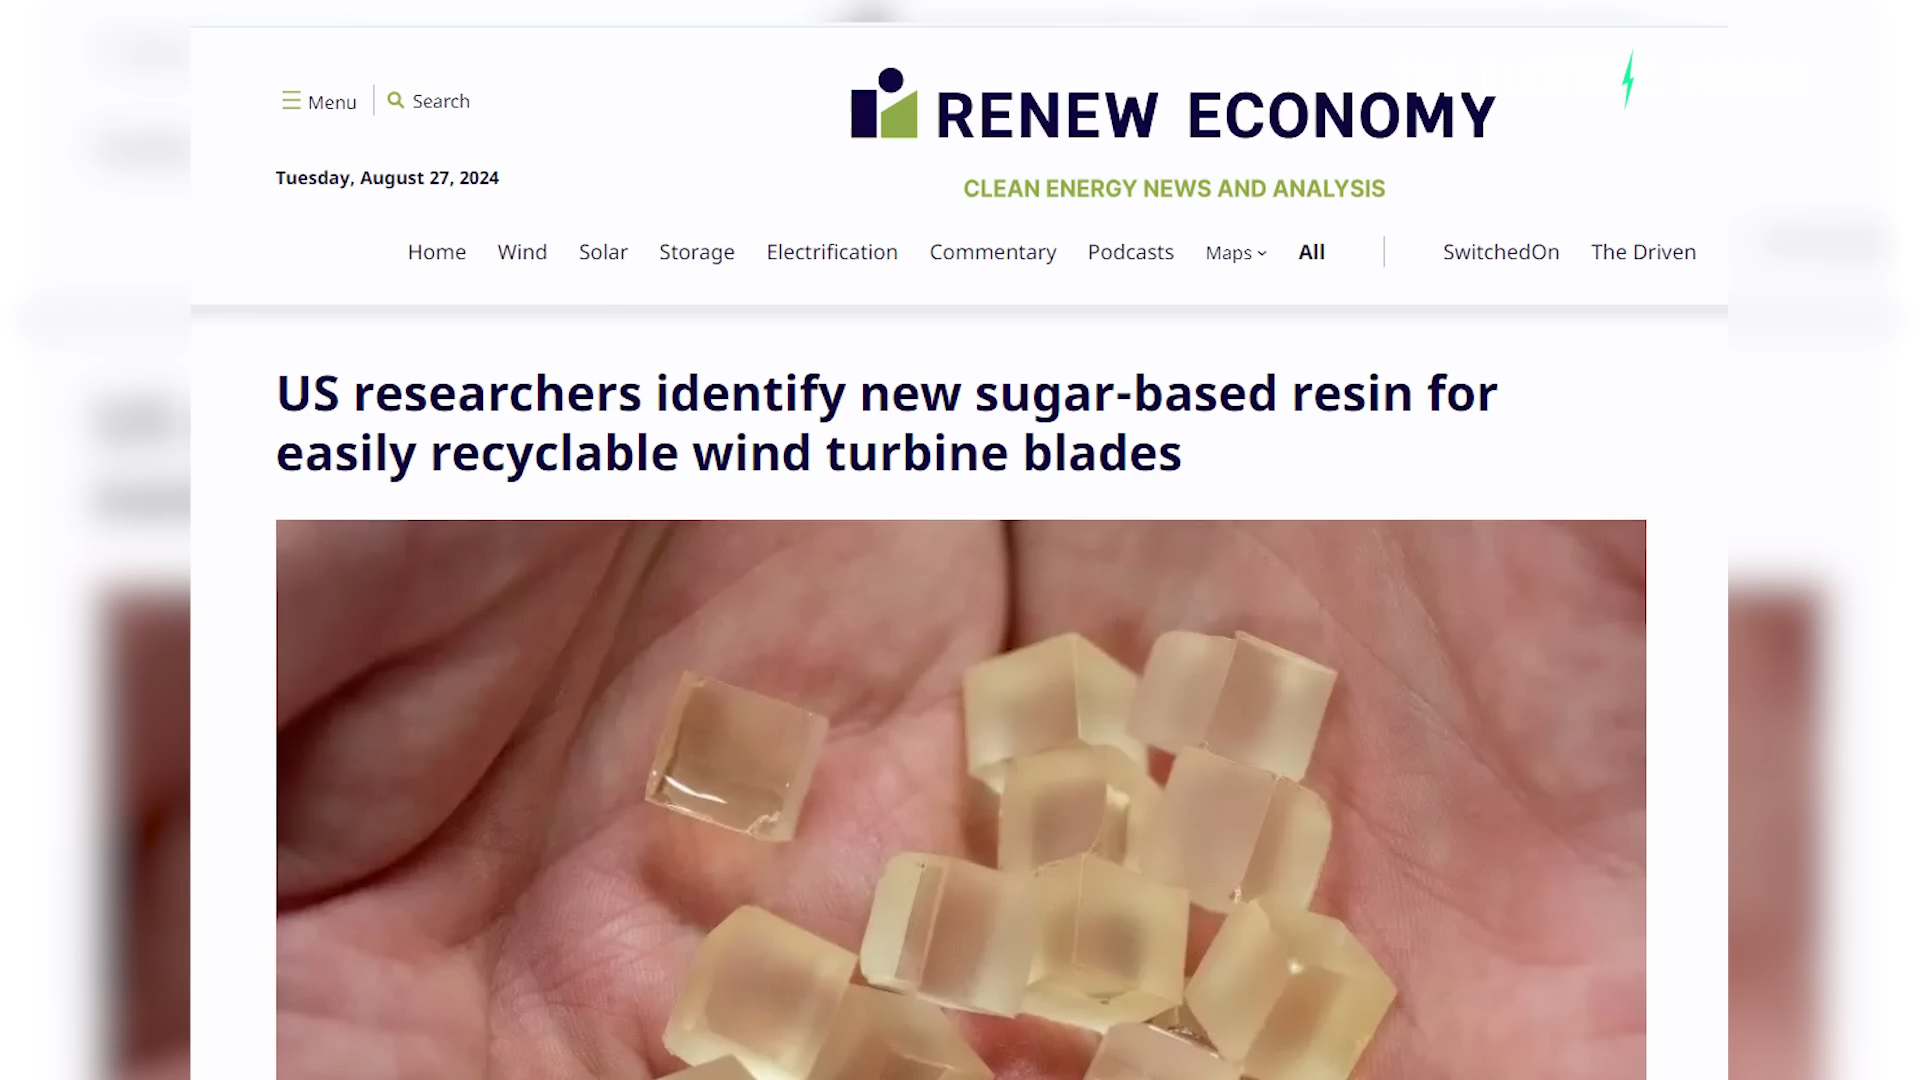 Menu
Search
RENEW ECONOMY
Tuesday, August 27, 2024
CLEAN ENERGY NEWS AND ANALYSIS
Home Wind Solar Storage Electrification Commentary Podcasts Maps All SwitchedOn The Driven
US researchers identify new sugar-based resin for
easily recyclable wind turbine blades